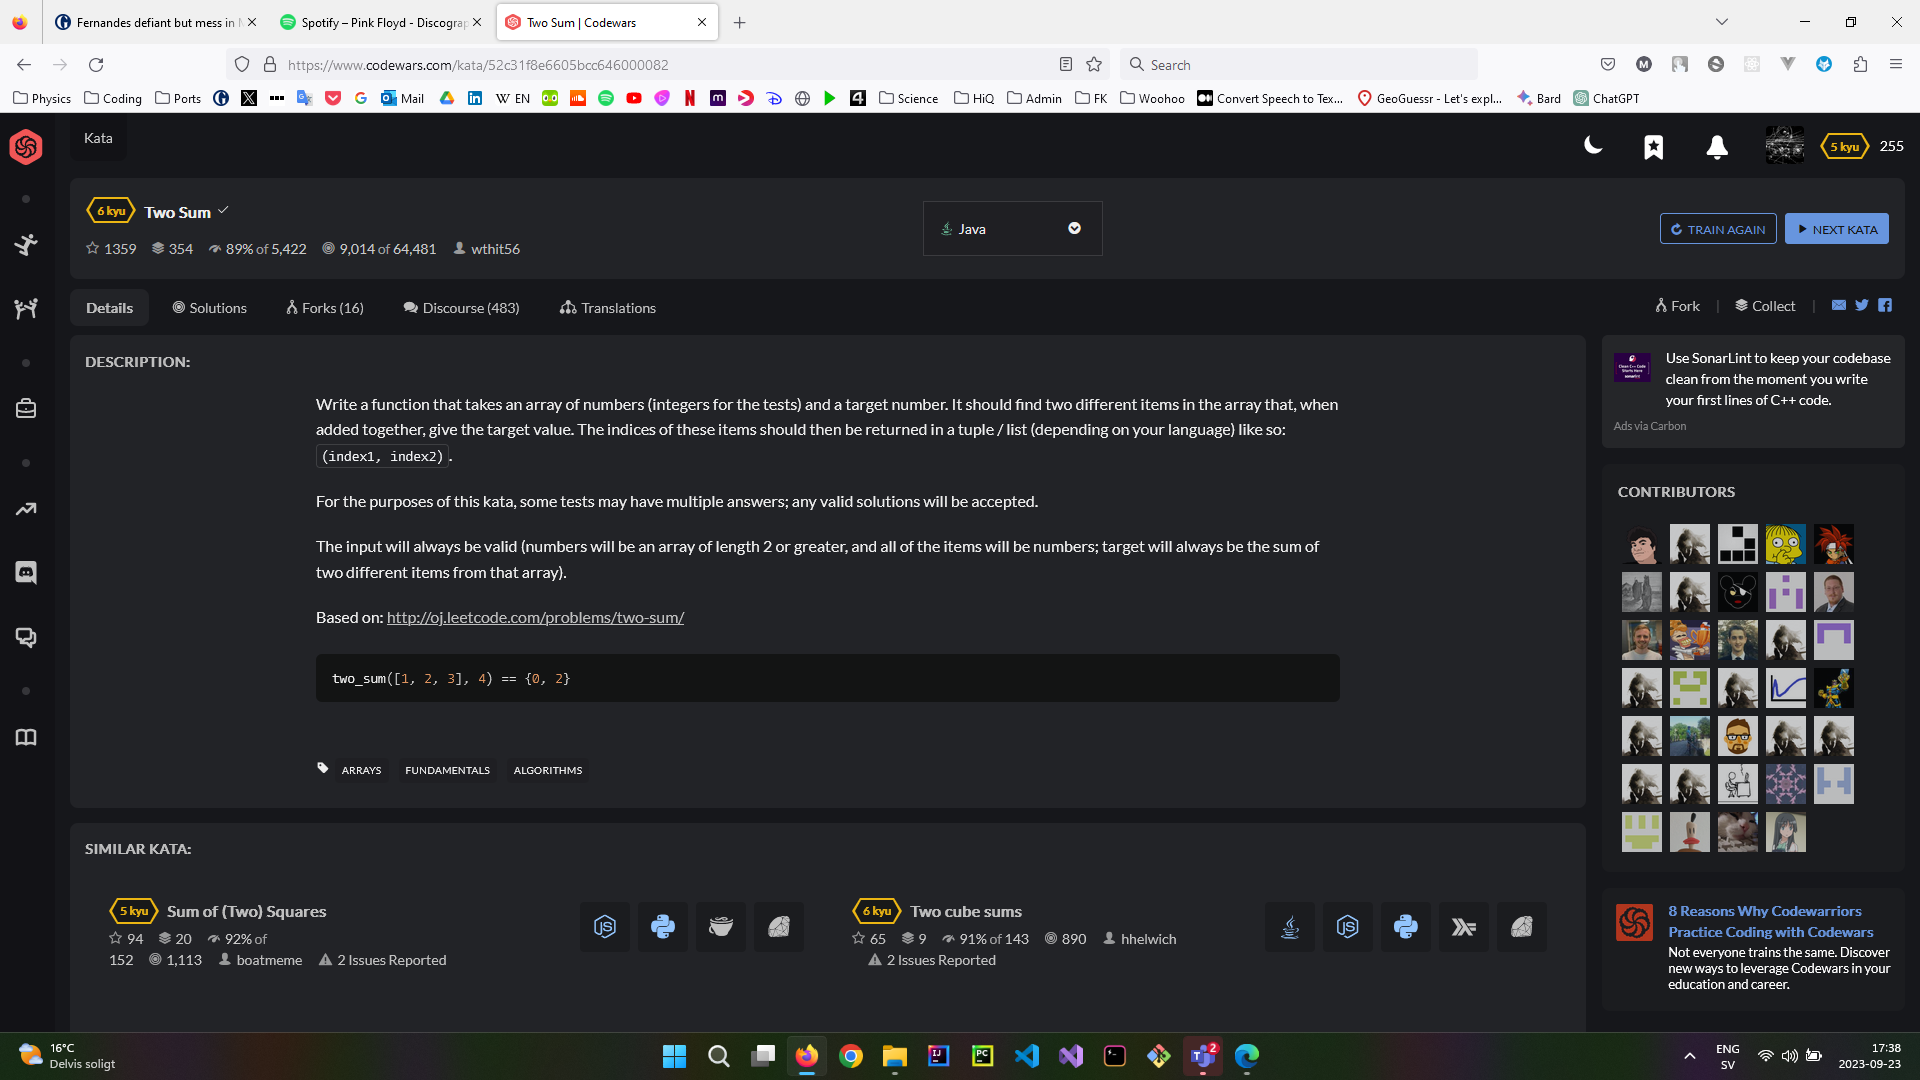 Fernandes defiant but mess in
Spotify – Pink Floyd - Discograp
Two Sum | Codewars
https://www.codewars.com/kata/52c31f8e6605bcc646000082
Search
Physics
Coding
Ports
Mail
EN
Science
HiQ
Admin
FK
Woohoo
Convert Speech to Tex...
GeoGuessr - Let's expl...
Bard
ChatGPT
Kata
5 kyu
255
6 kyu
Two Sum
1359
354
89% of 5,422
9,014 of 64,481
wthit56
Java
TRAIN AGAIN
NEXT KATA
Details
Solutions
Forks (16)
Discourse (483)
Translations
Fork
Collect
DESCRIPTION:
Write a function that takes an array of numbers (integers for the tests) and a target number. It should find two different items in the array that, when
added together, give the target value. The indices of these items should then be returned in a tuple / list (depending on your language) like so:
(index1, index2).
For the purposes of this kata, some tests may have multiple answers; any valid solutions will be accepted.
The input will always be valid (numbers will be an array of length 2 or greater, and all of the items will be numbers; target will always be the sum of
two different items from that array).
Based on: http://oj.leetcode.com/problems/two-sum/
two_sum([1, 2, 3], 4) == {0, 2}
ARRAYS
FUNDAMENTALS
ALGORITHMS
Use SonarLint to keep your codebase
clean from the moment you write
your first lines of C++ code.
Ads via Carbon
CONTRIBUTORS
SIMILAR KATA:
5 kyu
Sum of (Two) Squares
94
20
92% of
152
1,113
boatmeme
2 Issues Reported
6 kyu
Two cube sums
65
9
91% of 143
890
hhelwich
2 Issues Reported
8 Reasons Why Codewarriors
Practice Coding with Codewars
Not everyone trains the same. Discover
new ways to leverage Codewars in your
education and career.
16°C
Delvis soligt
2
ENG
SV
17:38
2023-09-23